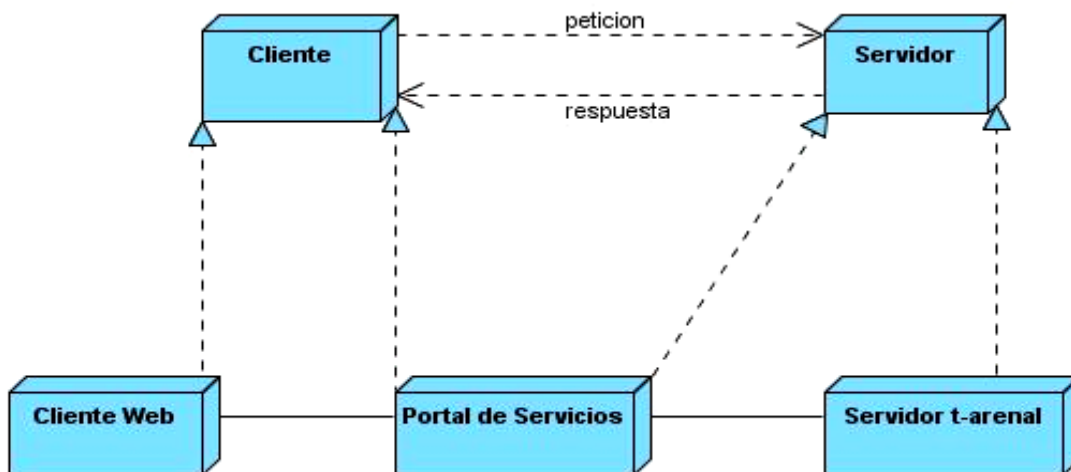 peticion
Cliente
Servidor
respuesta
Cliente Web
Portal de Servicios
Servidor t-arenal